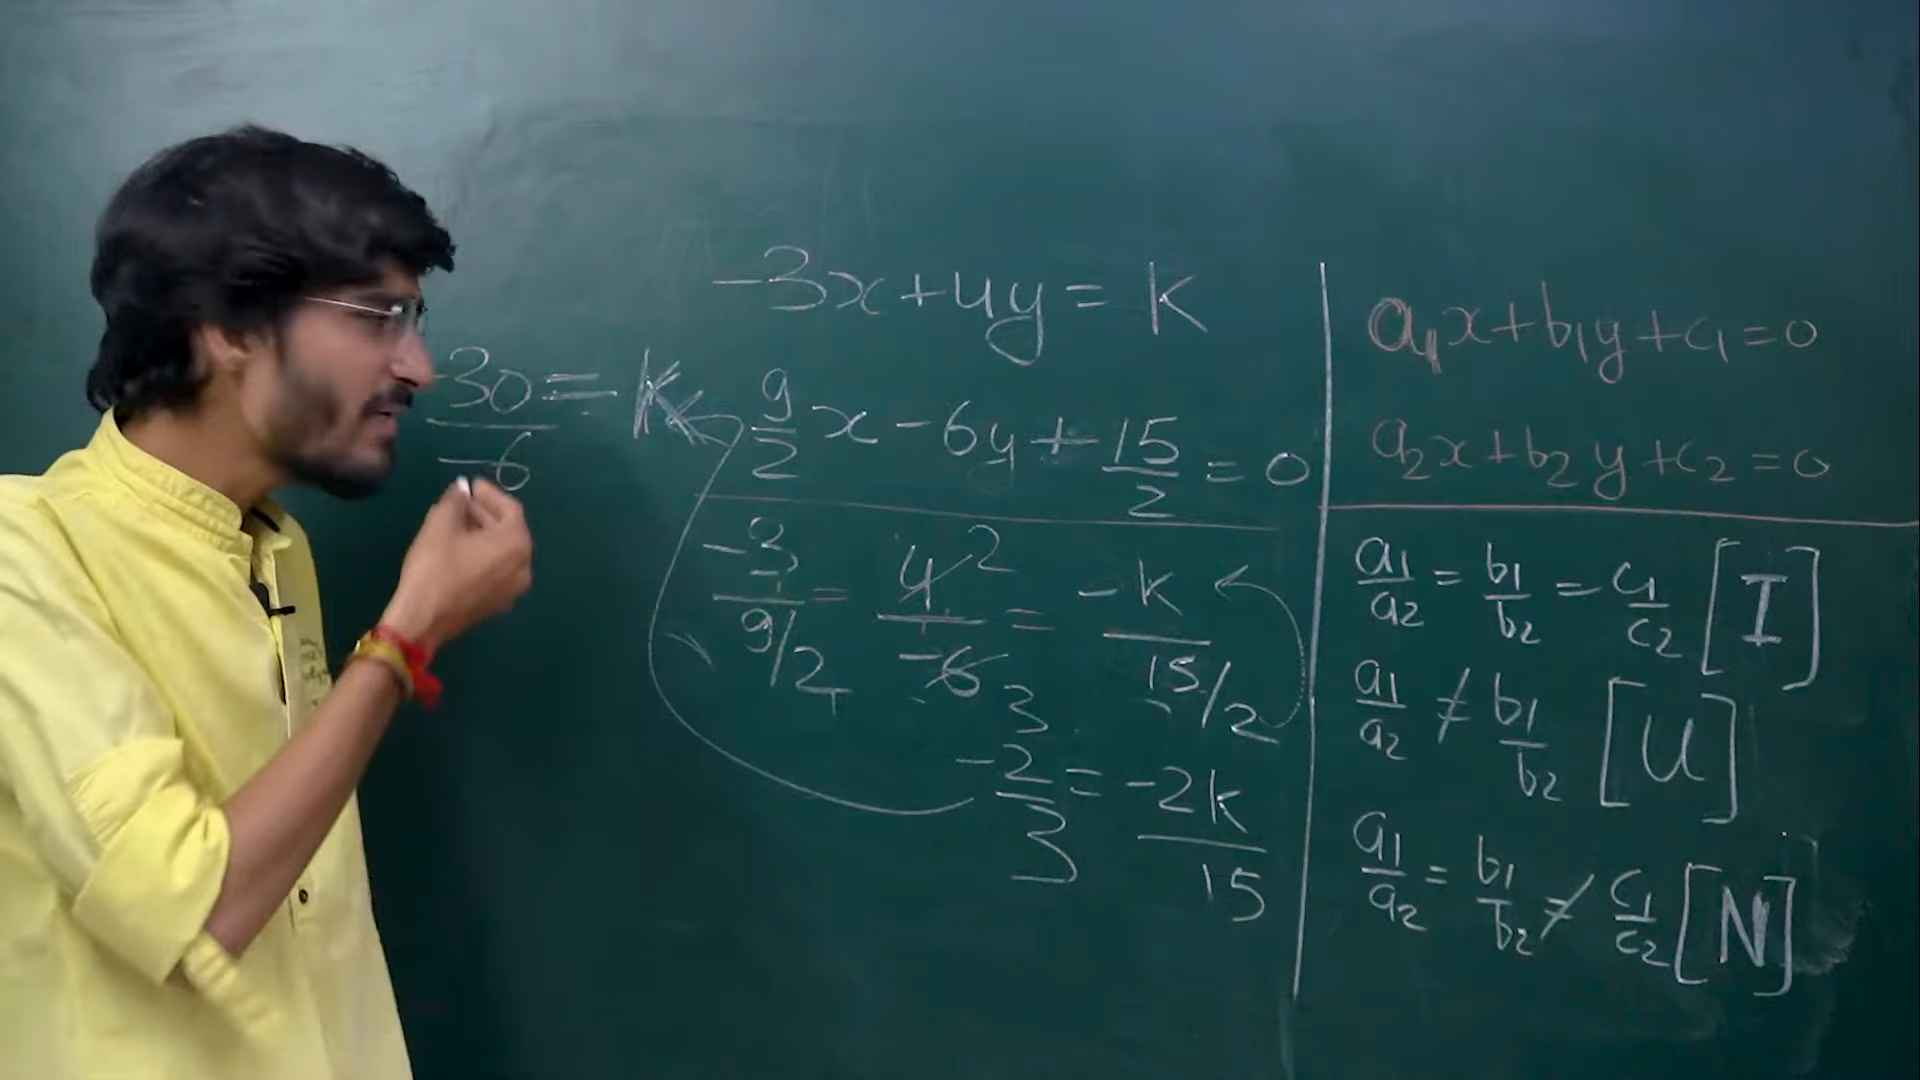 -3x+4y=K
-30/-6=K
9/2 x-6y+15/2=0
-3/9/2=4 2/-6 3=-K/15/2
-2/3=-2k/15
a1x+b1y+c1=0
a2x+b2y+c2=0
a1/a2=b1/b2=c1/c2 [I]
a1/a2≠b1/b2 [U]
a1/a2=b1/b2≠c1/c2 [N]